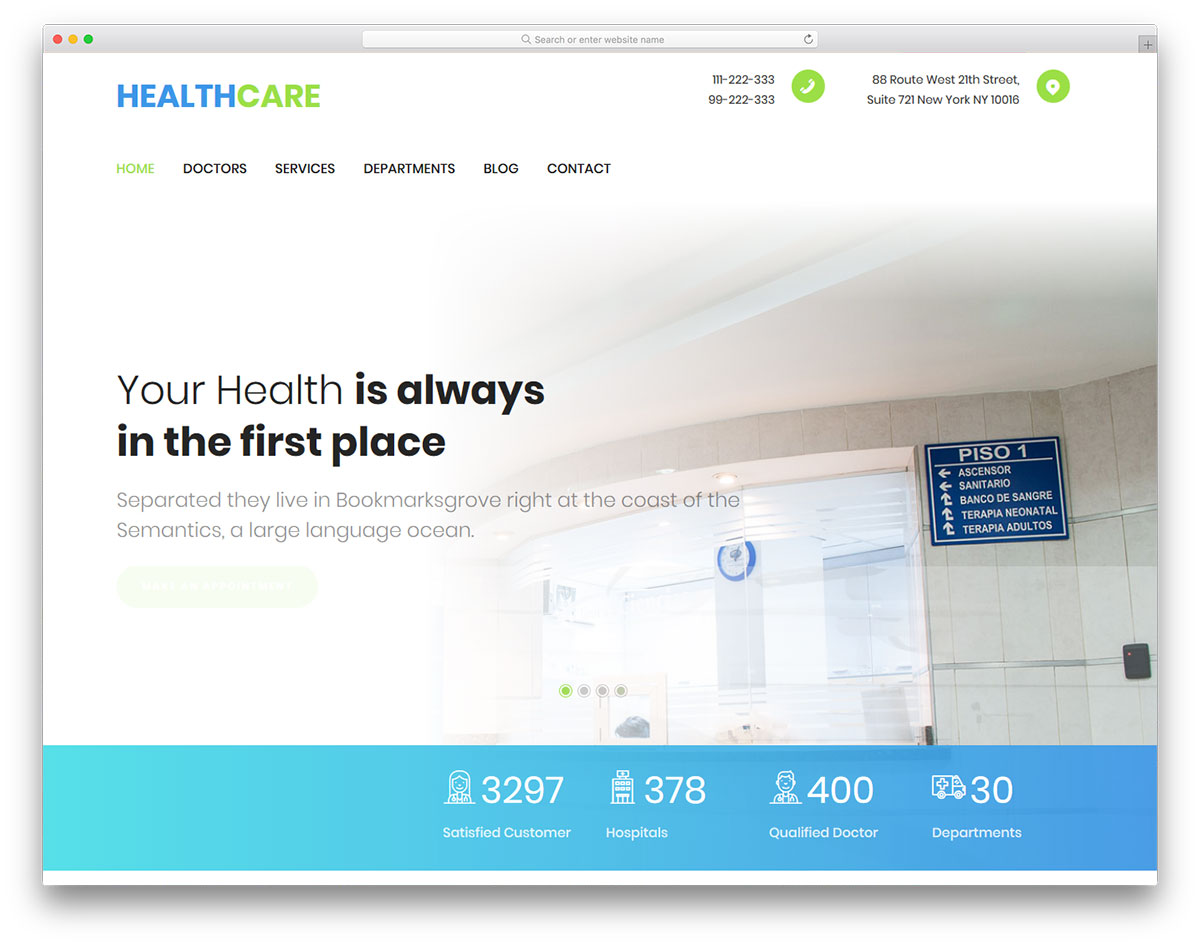 Search or enter website name
HEALTHCARE
111-222-333
99-222-333
88 Route West 21th Street,
Suite 721 New York NY 10016
HOME DOCTORS SERVICES DEPARTMENTS BLOG CONTACT
Your Health is always
in the first place
Separated they live in Bookmarksgrove right at the coast of the
Semantics, a large language ocean.
MAKE AN APPOINTMENT
PISO 1
ASCENSOR
SANITARIO
BANCO DE SANGRE
TERAPIA NEONATAL
TERAPIA ADULTOS
3297 378 400 30
Satisfied Customer Hospitals Qualified Doctor Departments